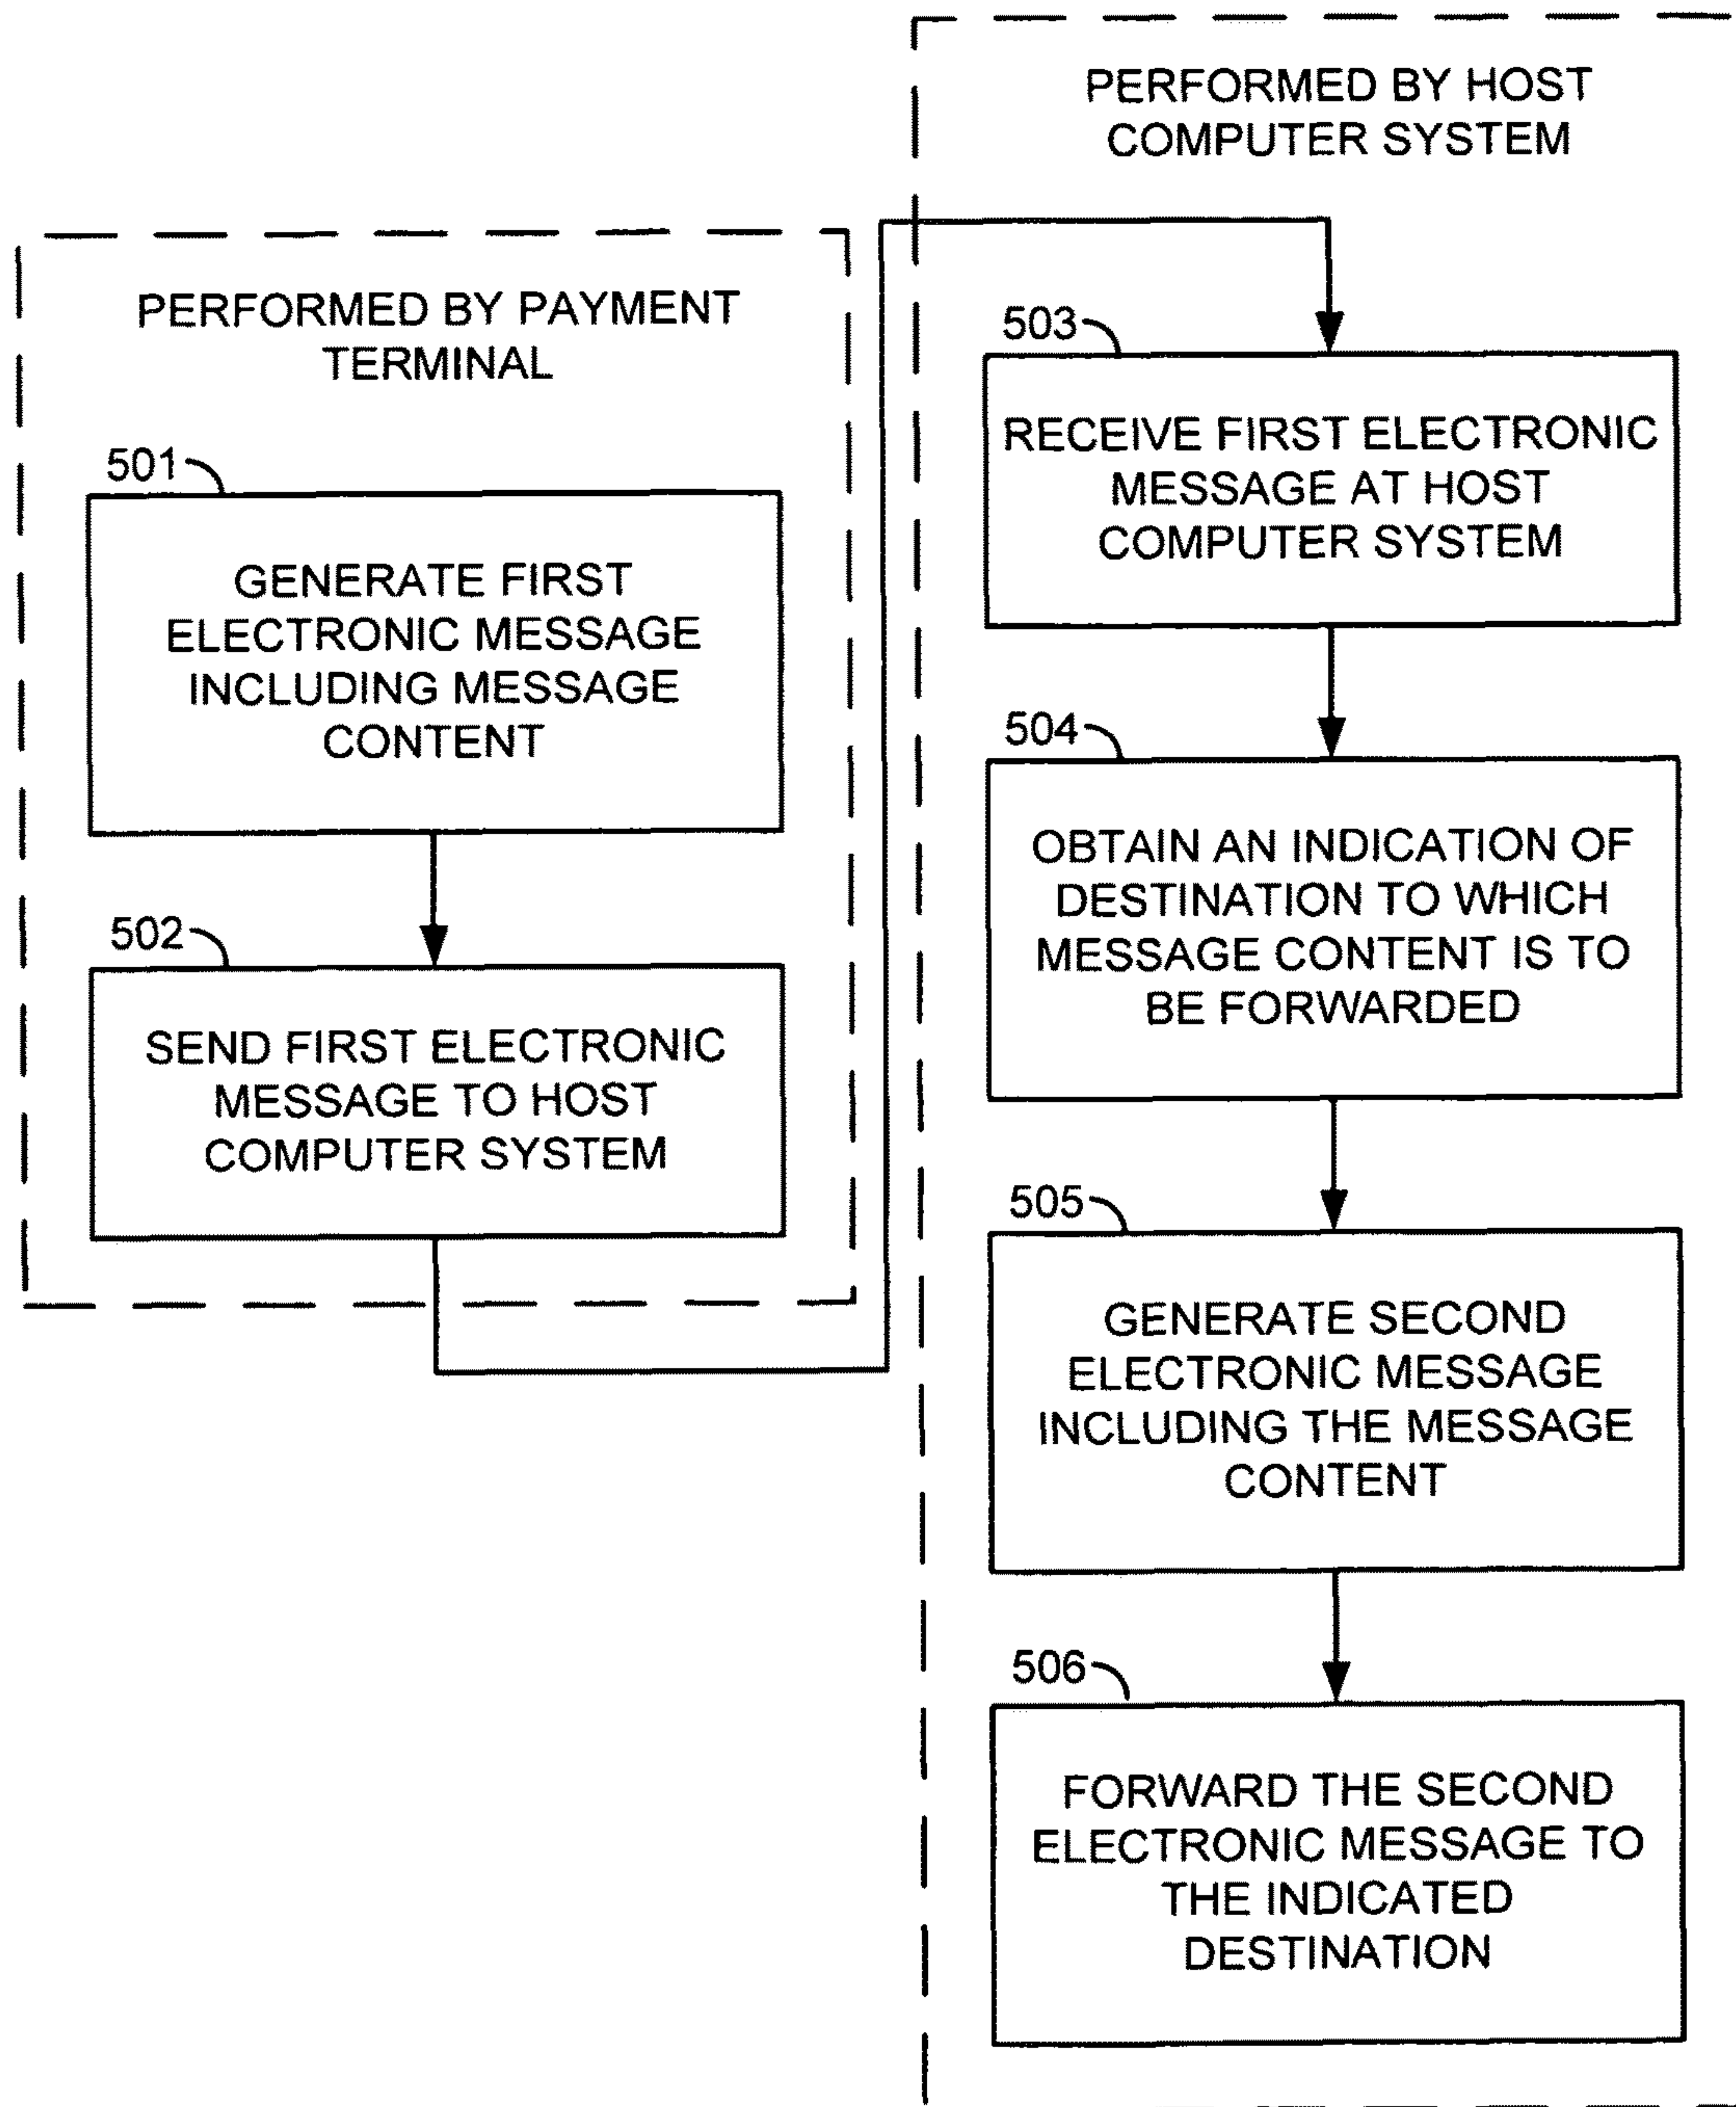 PERFORMED BY PAYMENT
TERMINAL
501
GENERATE FIRST
ELECTRONIC MESSAGE
INCLUDING MESSAGE
CONTENT
502
SEND FIRST ELECTRONIC
MESSAGE TO HOST
COMPUTER SYSTEM
PERFORMED BY HOST
COMPUTER SYSTEM
503
RECEIVE FIRST ELECTRONIC
MESSAGE AT HOST
COMPUTER SYSTEM
504
OBTAIN AN INDICATION OF
DESTINATION TO WHICH
MESSAGE CONTENT IS TO
BE FORWARDED
505
GENERATE SECOND
ELECTRONIC MESSAGE
INCLUDING THE MESSAGE
CONTENT
506
FORWARD THE SECOND
ELECTRONIC MESSAGE TO
THE INDICATED
DESTINATION